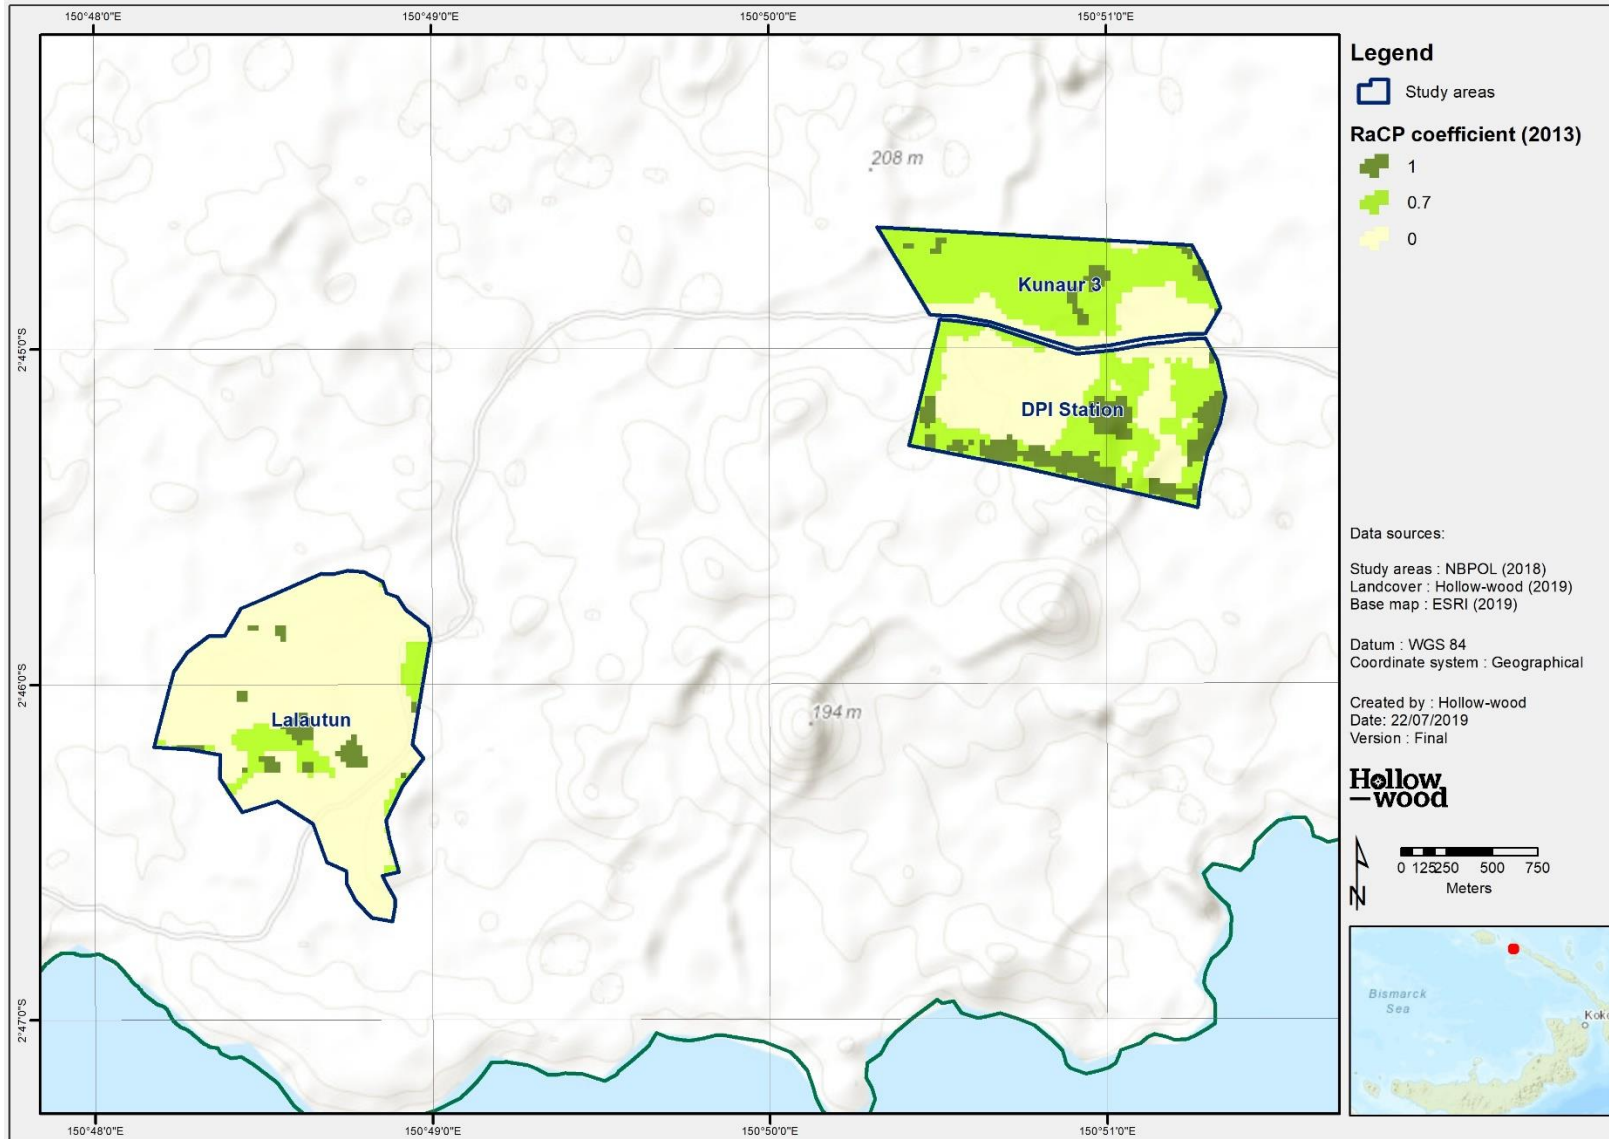 150°48'0"E 150°49'0"E 150°50'0"E 150°51'0"E
Legend
Study areas
RaCP coefficient (2013)
1
0.7
0
208 m
Kunaur 3
2°45'0"S
DPI Station
Data sources:
Study areas : NBPOL (2018)
Landcover : Hollow-wood (2019)
Base map : ESRI (2019)
Datum : WGS 84
Coordinate system : Geographical
2°46'0"S
Created by : Hollow-wood
Date: 22/07/2019
Version : Final
194 m
Lalautun
Hollow
—wood
N
0 125 250 500 750
Meters
2°47'0"S
Bismarck
Sea
Koko
150°48'0"E 150°49'0"E 150°50'0"E 150°51'0"E